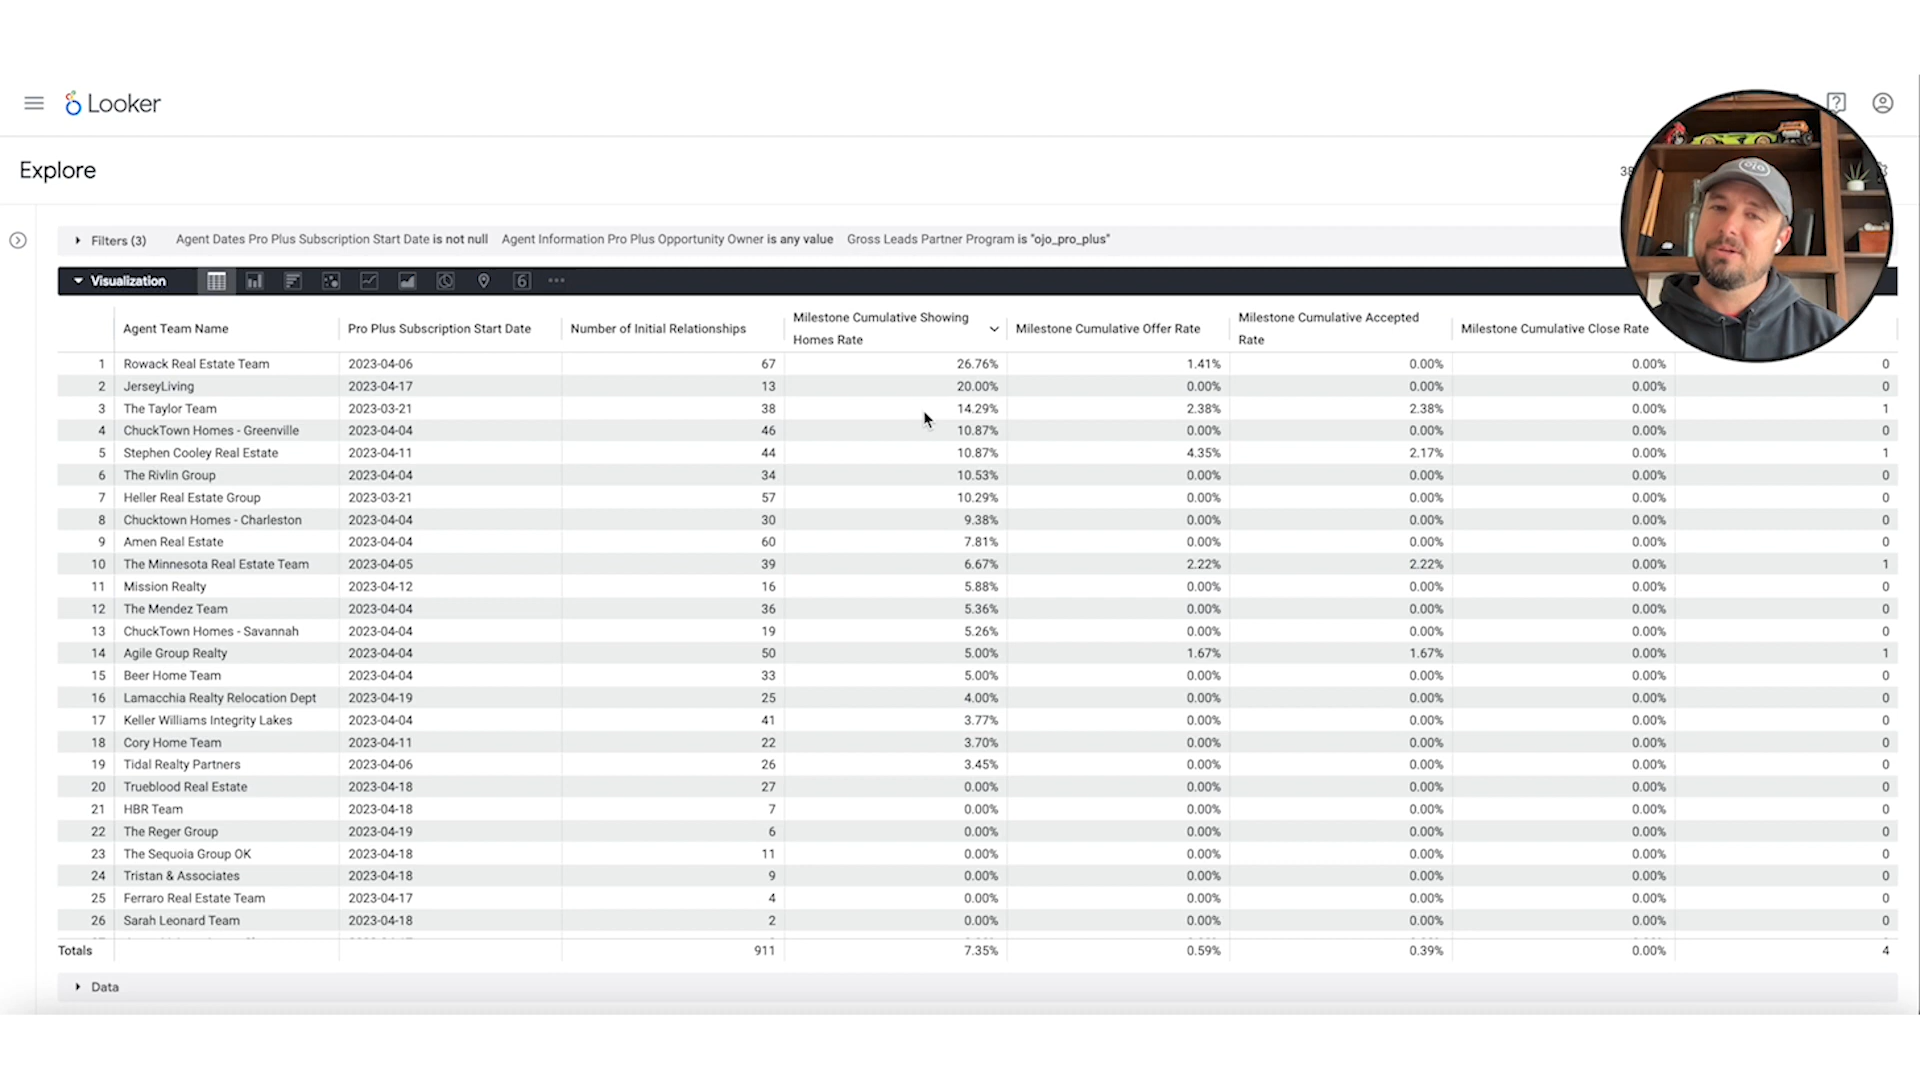 Looker
Explore
38
Filters (3) Agent Dates Pro Plus Subscription Start Date is not null Agent Information Pro Plus Opportunity Owner is any value Gross Leads Partner Program is "ojo_pro_plus"
Visualization 6
Agent Team Name Pro Plus Subscription Start Date Number of Initial Relationships Milestone Cumulative Showing Homes Rate Milestone Cumulative Offer Rate Milestone Cumulative Accepted Rate Milestone Cumulative Close Rate
1 Rowack Real Estate Team 2023-04-06 67 26.76% 1.41% 0.00% 0.00% 0
2 JerseyLiving 2023-04-17 13 20.00% 0.00% 0.00% 0.00% 0
3 The Taylor Team 2023-03-21 38 14.29% 2.38% 2.38% 0.00% 1
4 ChuckTown Homes - Greenville 2023-04-04 46 10.87% 0.00% 0.00% 0.00% 0
5 Stephen Cooley Real Estate 2023-04-11 44 10.87% 4.35% 2.17% 0.00% 1
6 The Rivlin Group 2023-04-04 34 10.53% 0.00% 0.00% 0.00% 0
7 Heller Real Estate Group 2023-03-21 57 10.29% 0.00% 0.00% 0.00% 0
8 Chucktown Homes - Charleston 2023-04-04 30 9.38% 0.00% 0.00% 0.00% 0
9 Amen Real Estate 2023-04-04 60 7.81% 0.00% 0.00% 0.00% 0
10 The Minnesota Real Estate Team 2023-04-05 39 6.67% 2.22% 2.22% 0.00% 1
11 Mission Realty 2023-04-12 16 5.88% 0.00% 0.00% 0.00% 0
12 The Mendez Team 2023-04-04 36 5.36% 0.00% 0.00% 0.00% 0
13 ChuckTown Homes - Savannah 2023-04-04 19 5.26% 0.00% 0.00% 0.00% 0
14 Agile Group Realty 2023-04-04 50 5.00% 1.67% 1.67% 0.00% 1
15 Beer Home Team 2023-04-04 33 5.00% 0.00% 0.00% 0.00% 0
16 Lamacchia Realty Relocation Dept 2023-04-19 25 4.00% 0.00% 0.00% 0.00% 0
17 Keller Williams Integrity Lakes 2023-04-04 41 3.77% 0.00% 0.00% 0.00% 0
18 Cory Home Team 2023-04-11 22 3.70% 0.00% 0.00% 0.00% 0
19 Tidal Realty Partners 2023-04-06 26 3.45% 0.00% 0.00% 0.00% 0
20 Trueblood Real Estate 2023-04-18 27 0.00% 0.00% 0.00% 0.00% 0
21 HBR Team 2023-04-18 7 0.00% 0.00% 0.00% 0.00% 0
22 The Reger Group 2023-04-19 6 0.00% 0.00% 0.00% 0.00% 0
23 The Sequoia Group OK 2023-04-18 11 0.00% 0.00% 0.00% 0.00% 0
24 Tristan & Associates 2023-04-18 9 0.00% 0.00% 0.00% 0.00% 0
25 Ferraro Real Estate Team 2023-04-17 4 0.00% 0.00% 0.00% 0.00% 0
26 Sarah Leonard Team 2023-04-18 2 0.00% 0.00% 0.00% 0.00% 0
Totals 911 7.35% 0.59% 0.39% 0.00% 4
Data